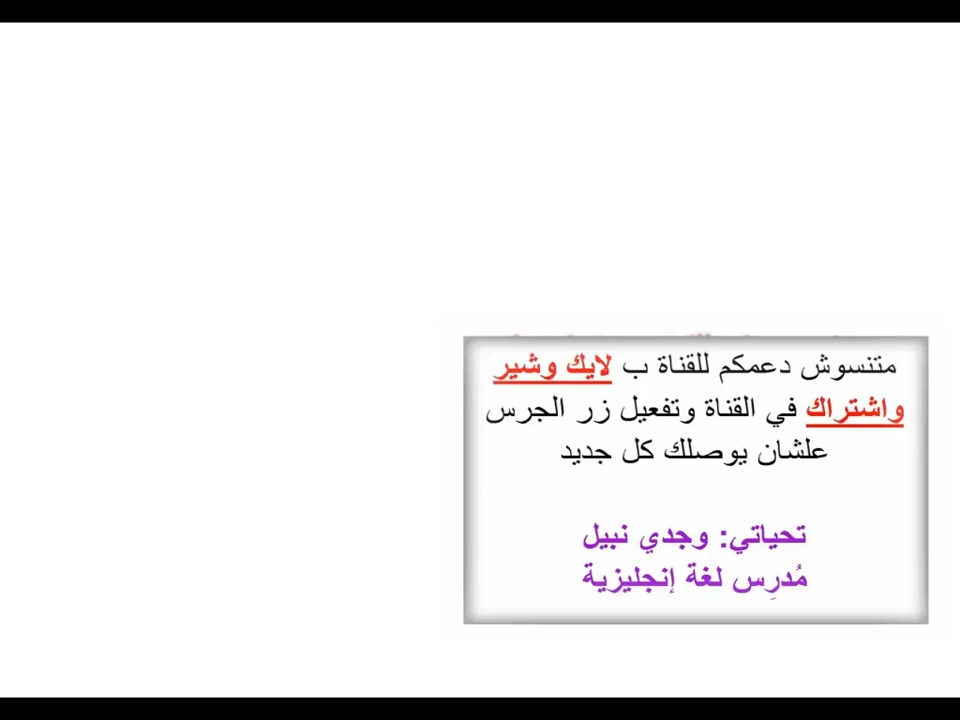 متنسوش دعمكم للقناة ب لايك وشير
واشتراك في القناة وتفعيل زر الجرس
علشان يوصلك كل جديد
تحياتي: وجدي نبيل
مُدرِس لغة إنجليزية